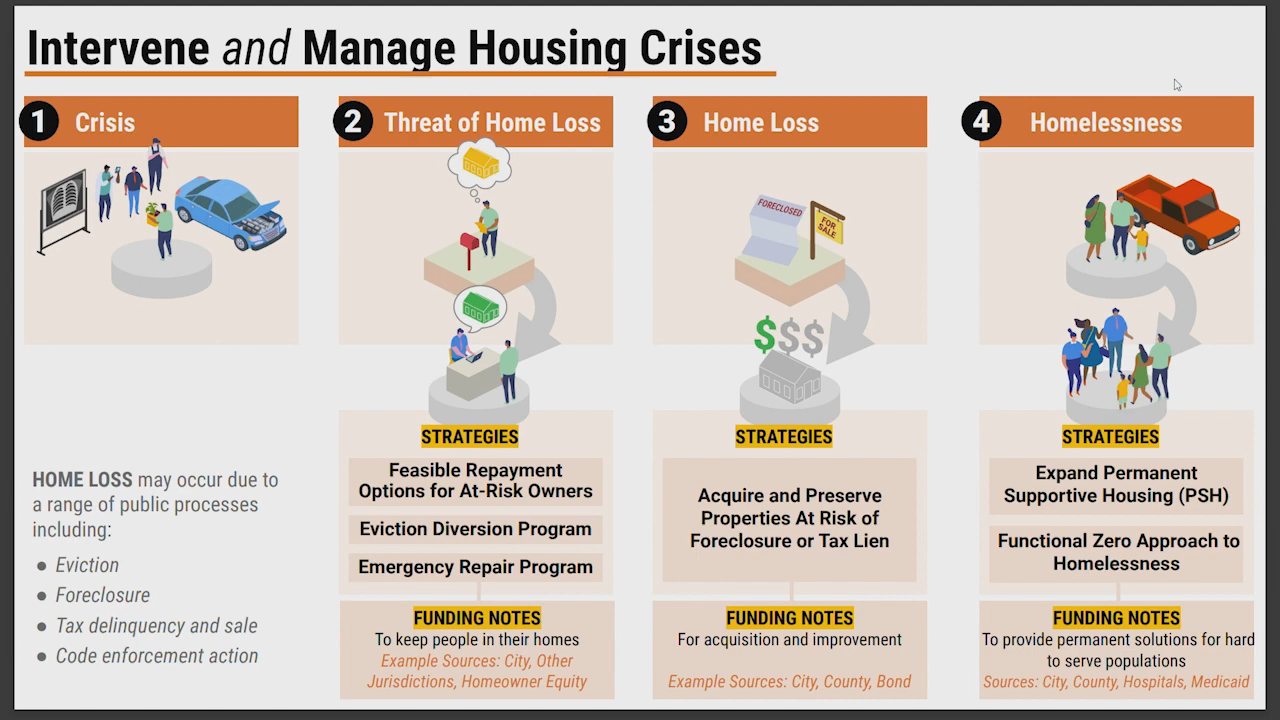 Intervene and Manage Housing Crises
1 Crisis
HOME LOSS may occur due to
a range of public processes
including:
● Eviction
● Foreclosure
● Tax delinquency and sale
● Code enforcement action
2 Threat of Home Loss
STRATEGIES
Feasible Repayment
Options for At-Risk Owners
Eviction Diversion Program
Emergency Repair Program
FUNDING NOTES
To keep people in their homes
Example Sources: City, Other
Jurisdictions, Homeowner Equity
3 Home Loss
FORECLOSED
FOR
SALE
$$$
STRATEGIES
Acquire and Preserve
Properties At Risk of
Foreclosure or Tax Lien
FUNDING NOTES
For acquisition and improvement
Example Sources: City, County, Bond
4 Homelessness
STRATEGIES
Expand Permanent
Supportive Housing (PSH)
Functional Zero Approach to
Homelessness
FUNDING NOTES
To provide permanent solutions for hard
to serve populations
Sources: City, County, Hospitals, Medicaid